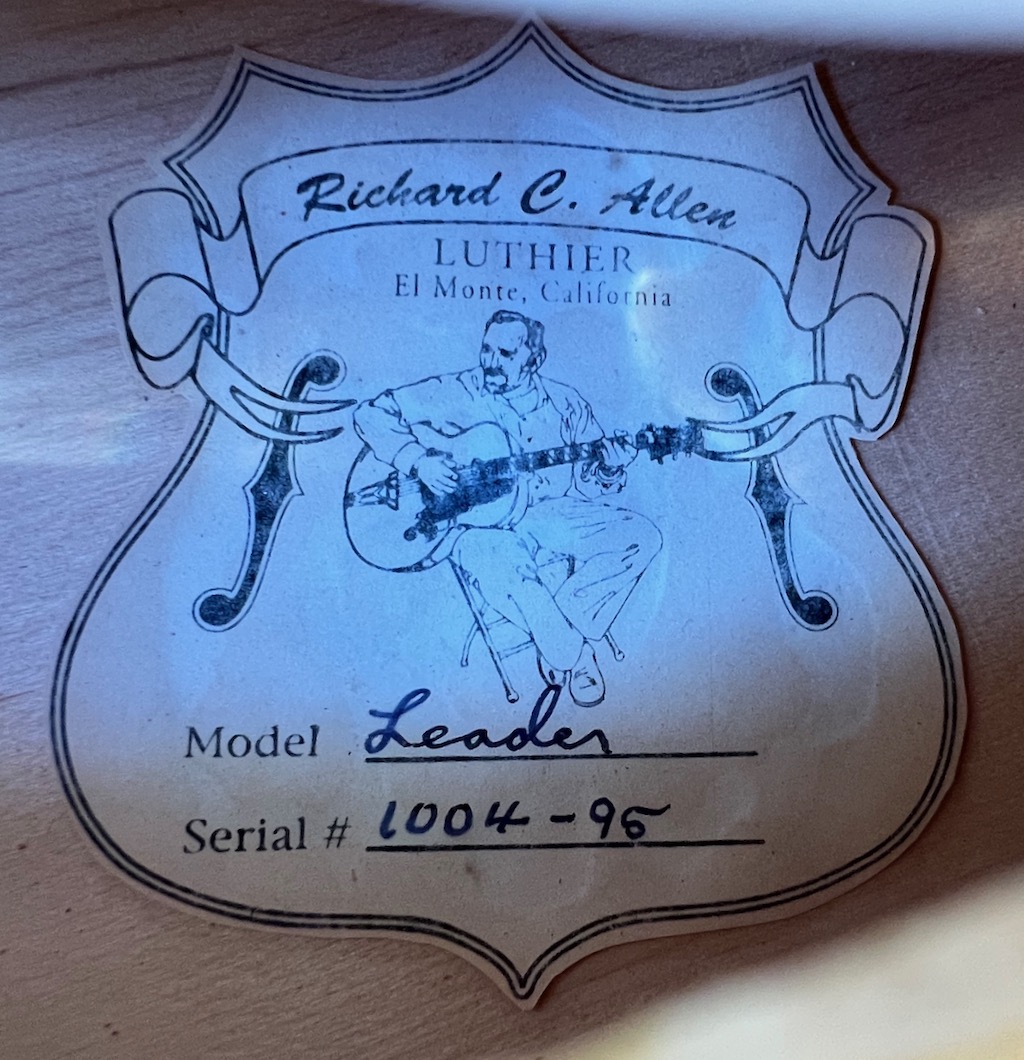 Richard C. Allen
LUTHIER
El Monte, California
Model Leader
Serial # 1004-95